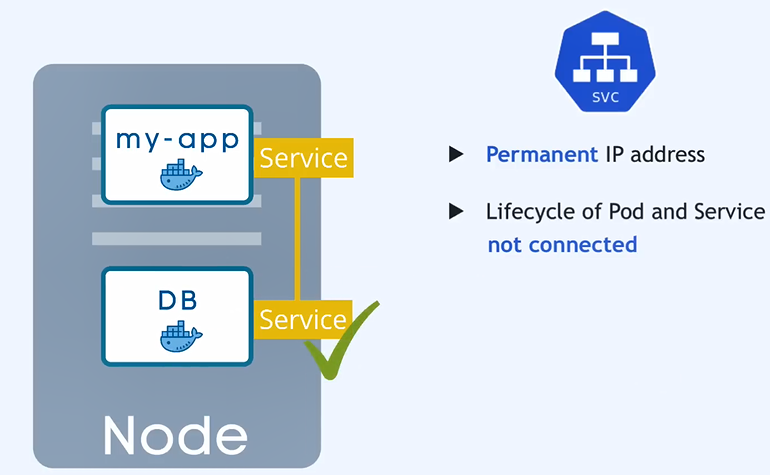 my-app
Service
DB
Service
Node
SVC
Permanent IP address
Lifecycle of Pod and Service
not connected